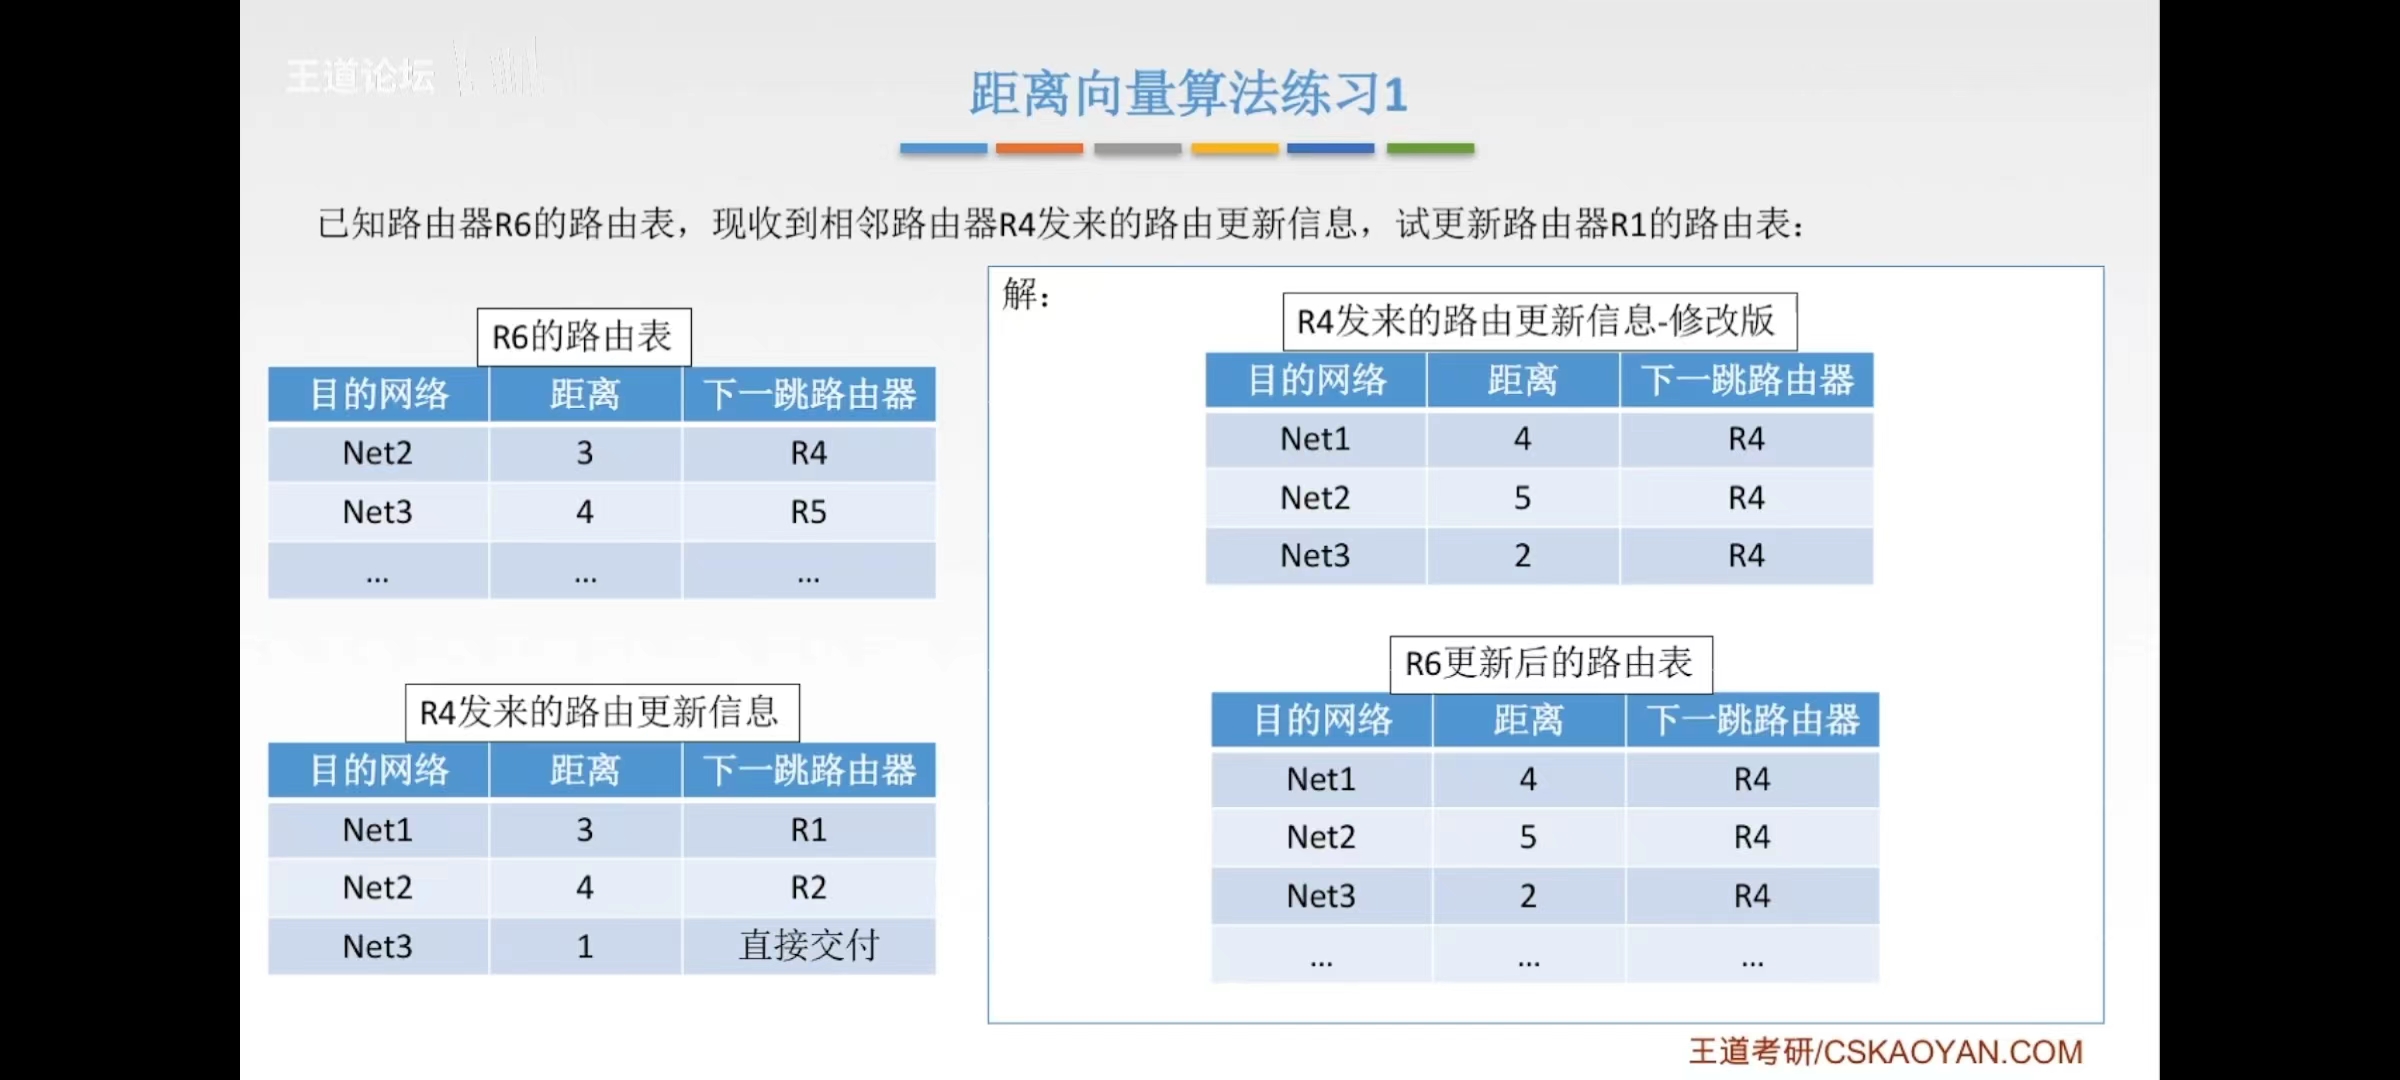 王道论坛
距离向量算法练习1
已知路由器R6的路由表，现收到相邻路由器R4发来的路由更新信息，试更新路由器R1的路由表：
R6的路由表
目的网络 距离 下一跳路由器
Net2 3 R4
Net3 4 R5
... ... ...
R4发来的路由更新信息
目的网络 距离 下一跳路由器
Net1 3 R1
Net2 4 R2
Net3 1 直接交付
解：
R4发来的路由更新信息-修改版
目的网络 距离 下一跳路由器
Net1 4 R4
Net2 5 R4
Net3 2 R4
R6更新后的路由表
目的网络 距离 下一跳路由器
Net1 4 R4
Net2 5 R4
Net3 2 R4
... ... ...
王道考研/CSKAOYAN.COM